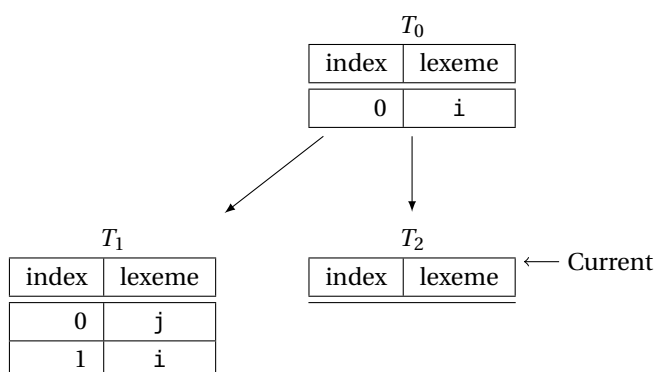 T0
index lexeme
0 i
T1
index lexeme
0 j
1 i
T2
index lexeme
Current